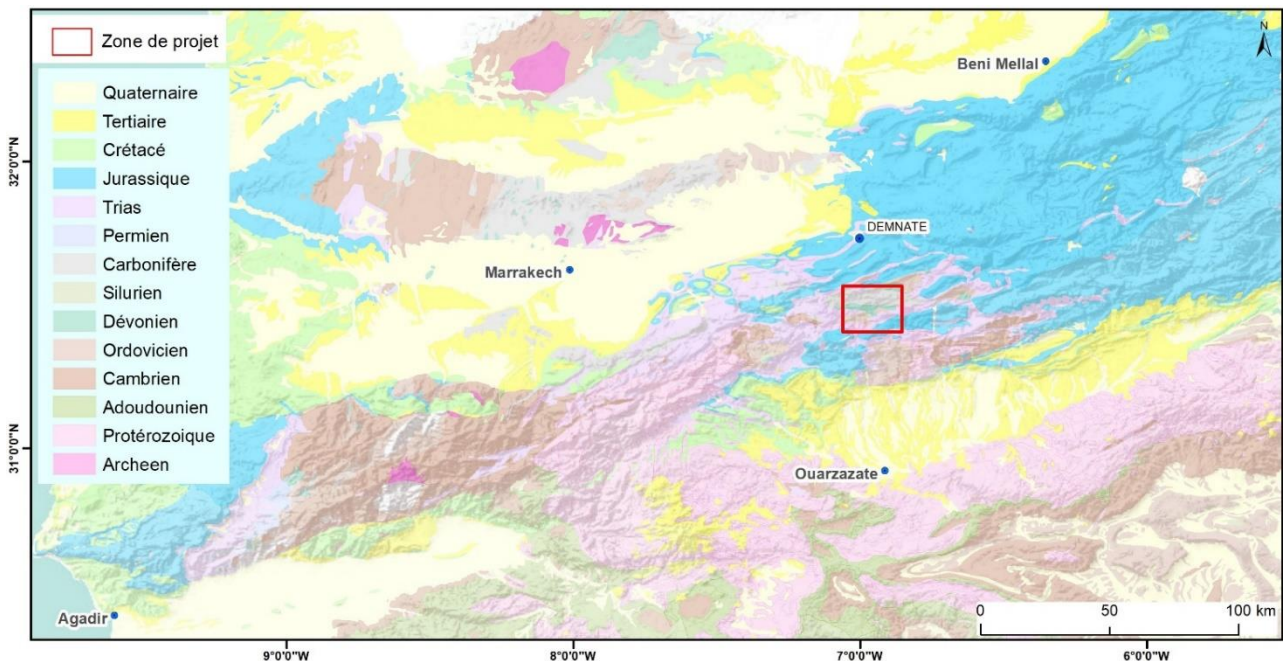 Zone de projet
Quaternaire
Tertiaire
Crétacé
Jurassique
Trias
Permien
Carbonifère
Silurien
Dévonien
Ordovicien
Cambrien
Adoudounien
Protérozoique
Archeen
N
Beni Mellal
DEMNATE
Marrakech
Ouarzazate
Agadir
32°0'0"N
31°0'0"N
0 50 100 km
9°0'0"W 8°0'0"W 7°0'0"W 6°0'0"W